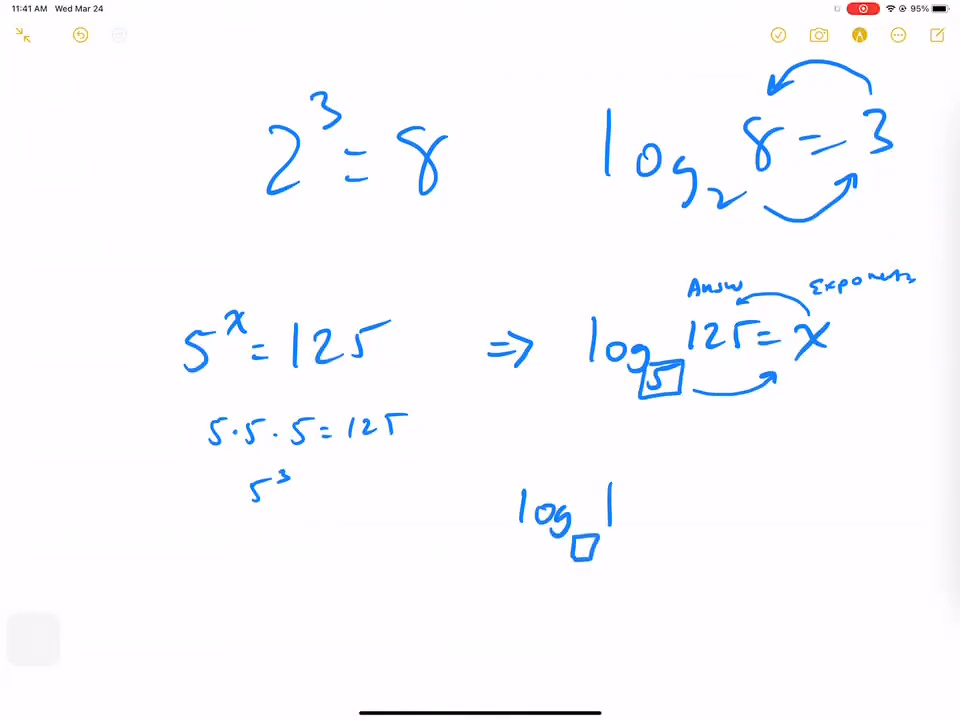 11:41 AM Wed Mar 24
95%
2³ = 8
log₂ 8 = 3
Answ Exponents
5ˣ = 125 ⇒ log₅ 125 = x
5 · 5 · 5 = 125
5³
log□ 1